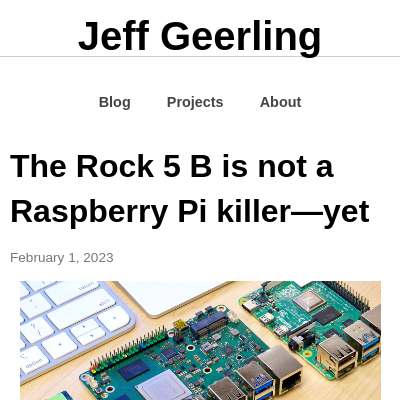 Jeff Geerling
Blog Projects About
The Rock 5 B is not a
Raspberry Pi killer—yet
February 1, 2023